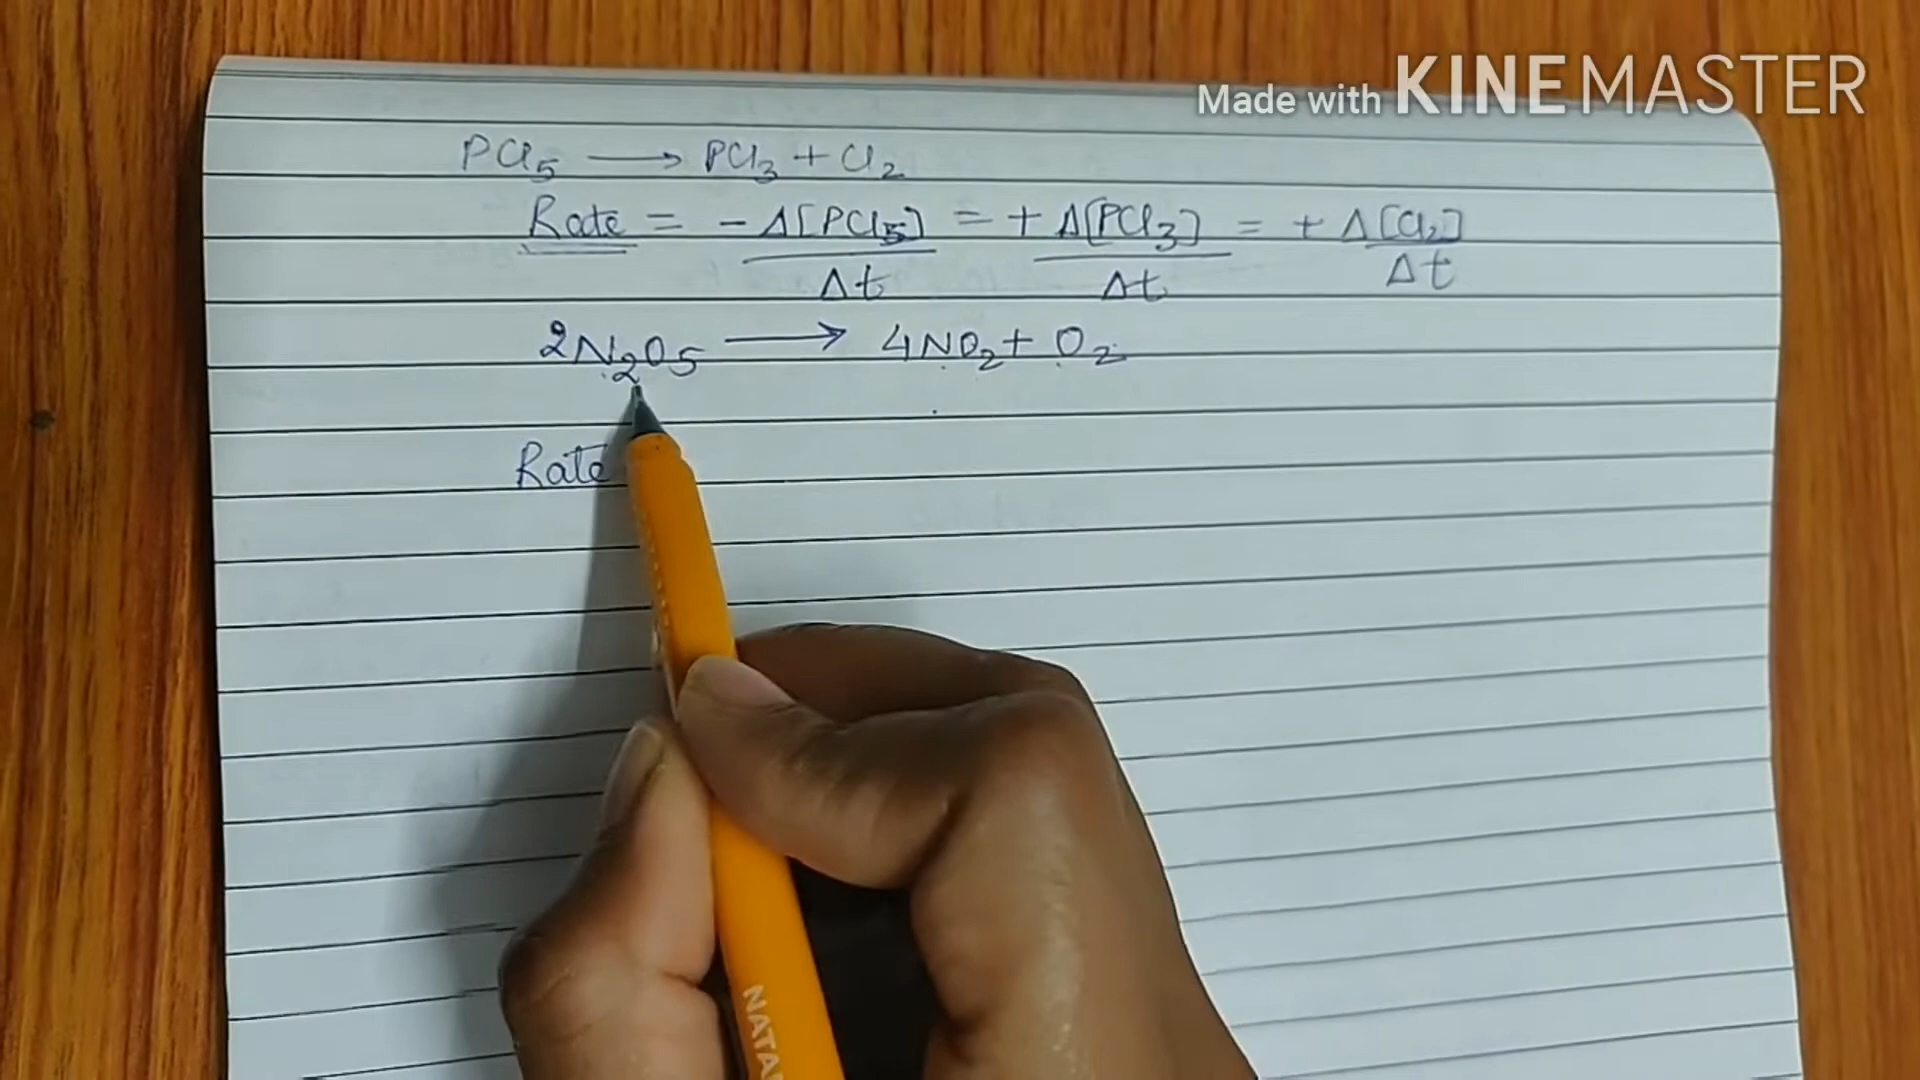 Made with KINEMASTER
PCl5 → PCl3 + Cl2
Rate = - Δ[PCl5] / Δt = + Δ[PCl3] / Δt = + Δ[Cl2] / Δt
2N2O5 → 4NO2 + O2
Rate